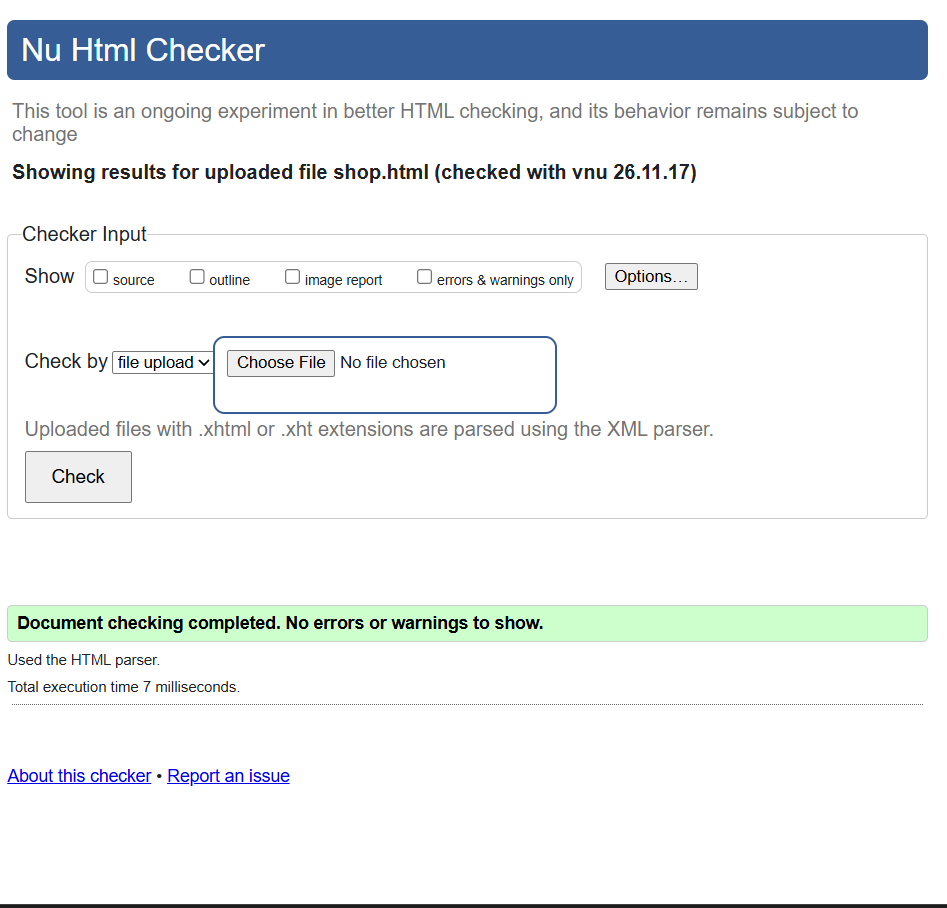 Nu Html Checker
This tool is an ongoing experiment in better HTML checking, and its behavior remains subject to
change
Showing results for uploaded file shop.html (checked with vnu 26.11.17)
Checker Input
Show source outline image report errors & warnings only Options…
Check by file upload Choose File No file chosen
Uploaded files with .xhtml or .xht extensions are parsed using the XML parser.
Check
Document checking completed. No errors or warnings to show.
Used the HTML parser.
Total execution time 7 milliseconds.
About this checker • Report an issue